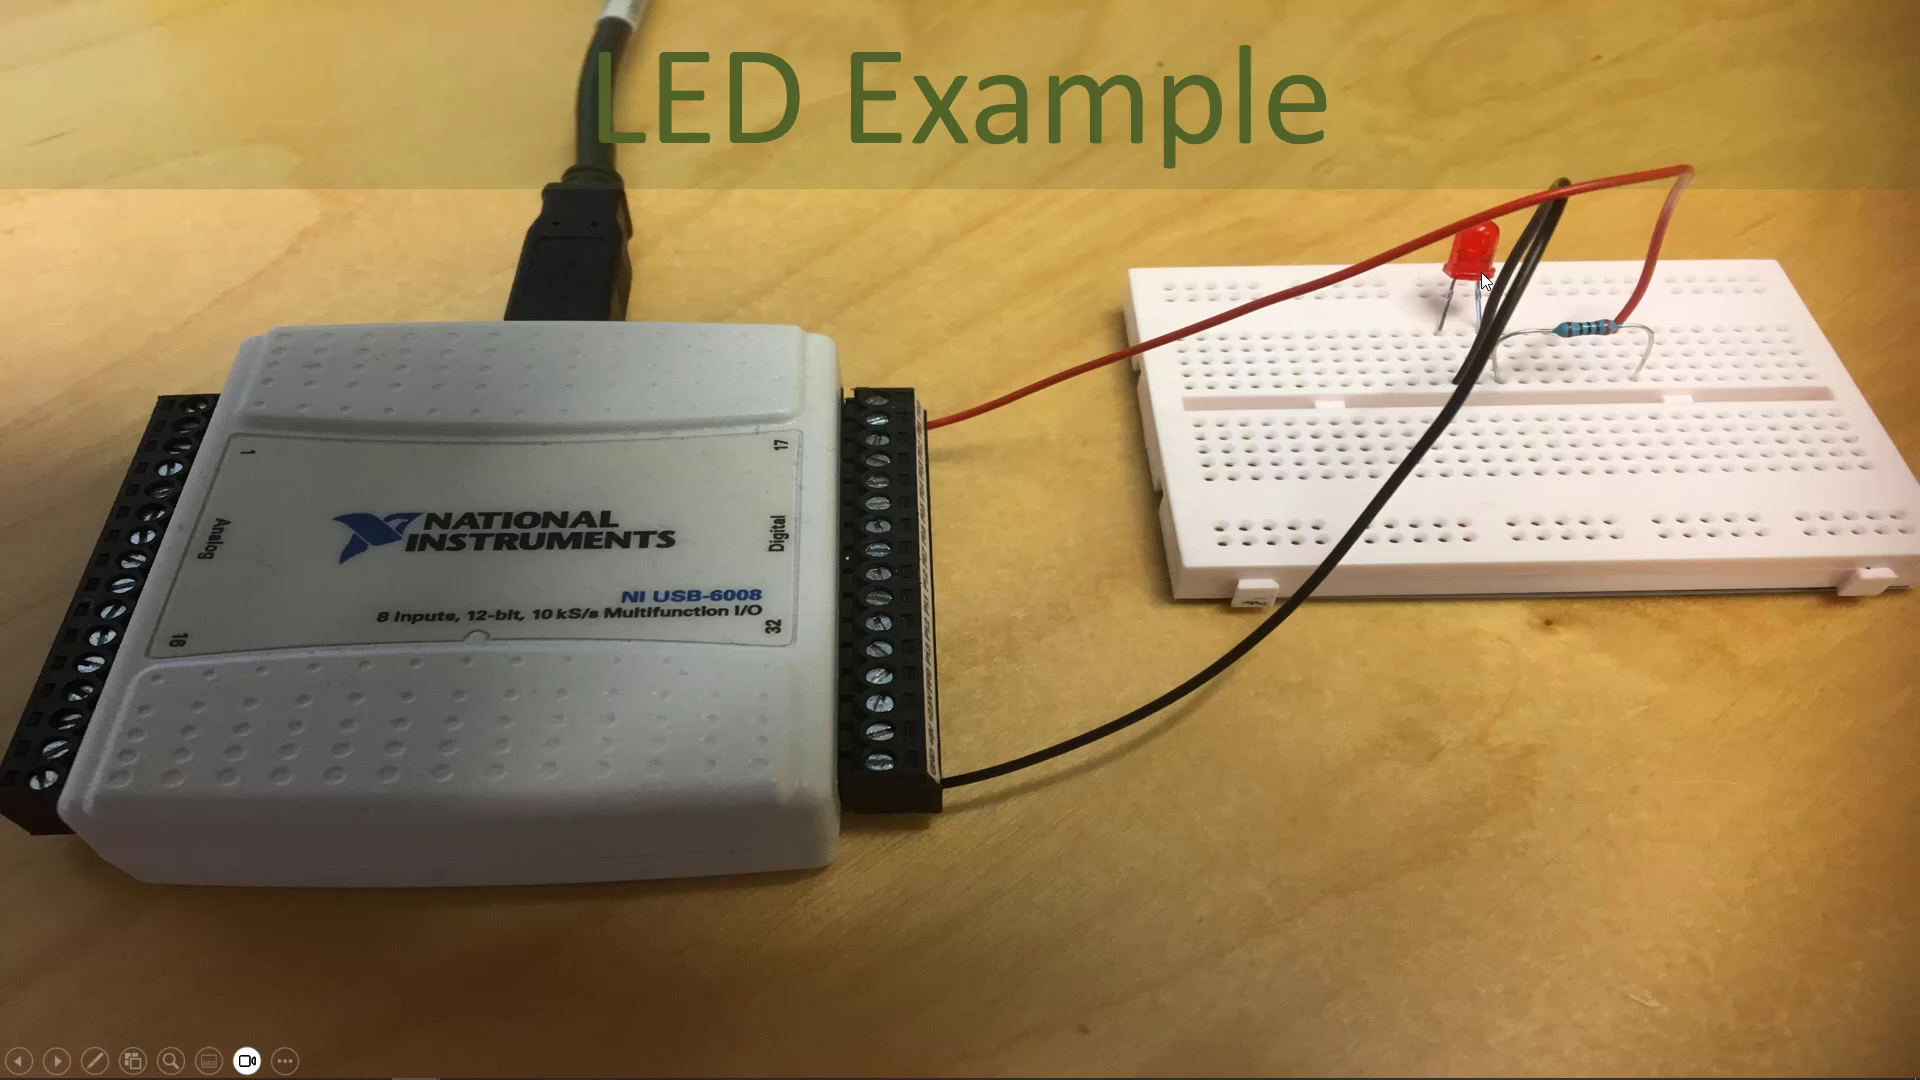 LED Example
1
17
Analog
NATIONAL
INSTRUMENTS
Digital
NI USB-6008
8 inputs, 12-bit, 10 kS/s Multifunction I/O
16
32